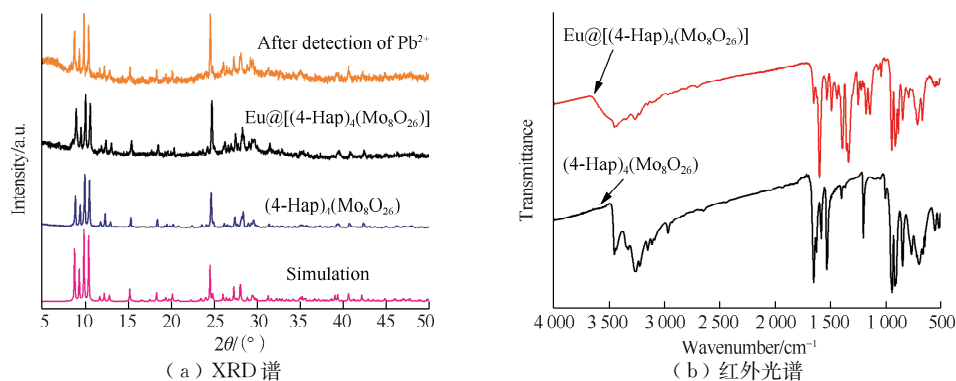 After detection of Pb²⁺
Eu@[(4-Hap)₄(Mo₈O₂₆)]
(4-Hap)₄(Mo₈O₂₆)
Simulation
Intensity/a.u.
5 10 15 20 25 30 35 40 45 50
2θ/(°)
(a)XRD谱
Eu@[(4-Hap)₄(Mo₈O₂₆)]
(4-Hap)₄(Mo₈O₂₆)
Transmittance
4 000 3 500 3 000 2 500 2 000 1 500 1 000 500
Wavenumber/cm⁻¹
(b)红外光谱